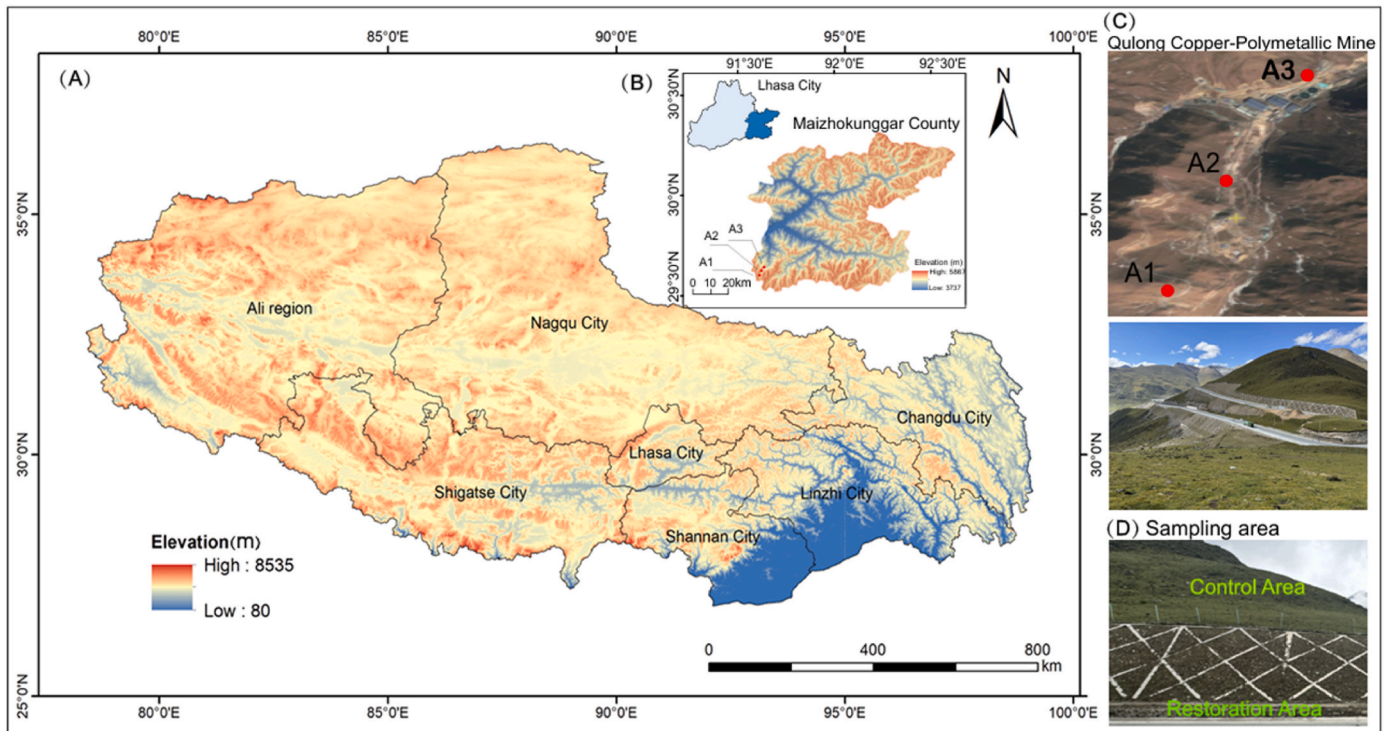 80°0'E
85°0'E
90°0'E
95°0'E
100°0'E
(A)
35°0'N
30°0'N
25°0'N
Ali region
Nagqu City
Changdu City
Lhasa City
Shigatse City
Linzhi City
Shannan City
Elevation(m)
High : 8535
Low : 80
0
400
800
km
N
80°0'E
85°0'E
90°0'E
95°0'E
100°0'E
35°0'N
30°0'N
(B)
91°30'E
92°0'E
92°30'E
30°30'N
30°0'N
29°30'N
Lhasa City
Maizhokunggar County
A3
A2
A1
0 10 20km
Elevation (m)
High: 5867
Low: 3737
(C)
Qulong Copper-Polymetallic Mine
A3
A2
A1
(D) Sampling area
Control Area
Restoration Area
25°0'N